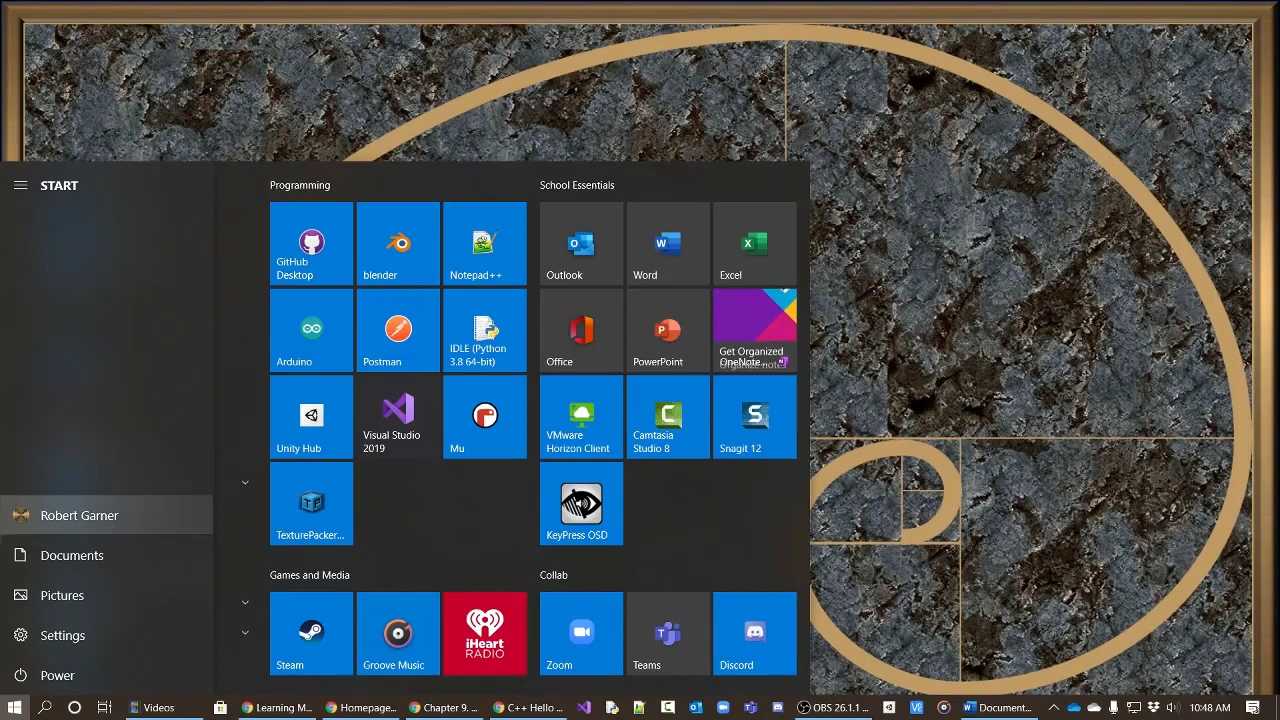 START
Programming
School Essentials
GitHub
Desktop
blender
Notepad++
Outlook
Word
Excel
Arduino
Postman
IDLE (Python
3.8 64-bit)
Office
PowerPoint
Get Organized
OneNote...
Unity Hub
Visual Studio
2019
Mu
VMware
Horizon Client
Camtasia
Studio 8
Snagit 12
TexturePacker...
KeyPress OSD
Robert Garner
Documents
Pictures
Settings
Power
Games and Media
Collab
Steam
Groove Music
iHeart
RADIO
Zoom
Teams
Discord
Videos
Learning M...
Homepage...
Chapter 9. ...
C++ Hello ...
OBS 26.1.1 ...
Document...
10:48 AM